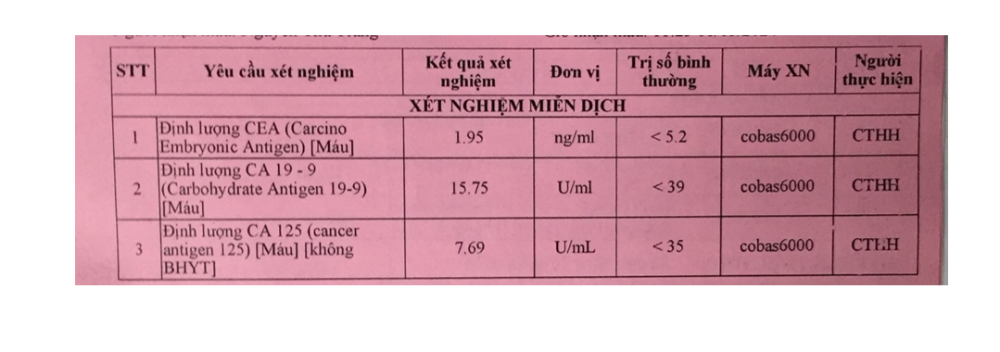 STT
Yêu cầu xét nghiệm
Kết quả xét
nghiệm
Đơn vị
Trị số bình
thường
Máy XN
Người
thực hiện
XÉT NGHIỆM MIỄN DỊCH
1
Định lượng CEA (Carcino
Embryonic Antigen) [Máu]
1.95
ng/ml
< 5.2
cobas6000
CTHH
2
Định lượng CA 19 - 9
(Carbohydrate Antigen 19-9)
[Máu]
15.75
U/ml
< 39
cobas6000
CTHH
3
Định lượng CA 125 (cancer
antigen 125) [Máu] [không
BHYT]
7.69
U/mL
< 35
cobas6000
CTHH